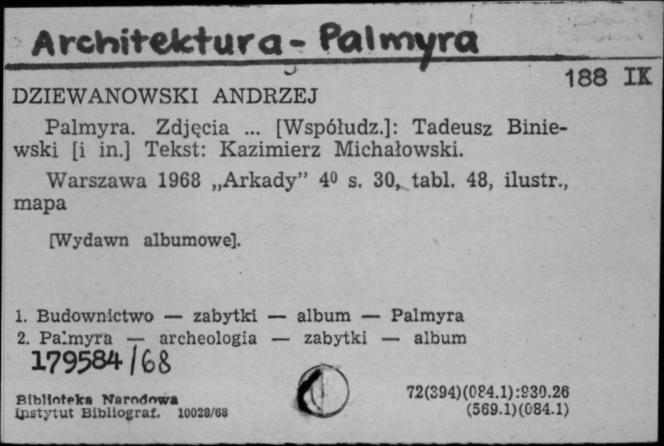 Architektura - Palmyra
188 IK
DZIEWANOWSKI ANDRZEJ
Palmyra. Zdjęcia ... [Współudz.]: Tadeusz Binie-
wski [i in.] Tekst: Kazimierz Michałowski.
Warszawa 1968 „Arkady” 4⁰ s. 30, tabl. 48, ilustr.,
mapa
[Wydawn albumowe].
1. Budownictwo — zabytki — album — Palmyra
2. Palmyra — archeologia — zabytki — album
179584/68
Biblioteka Narodowa
Instytut Bibliograf. 10028/68
72(394)(084.1):930.26
(569.1)(084.1)